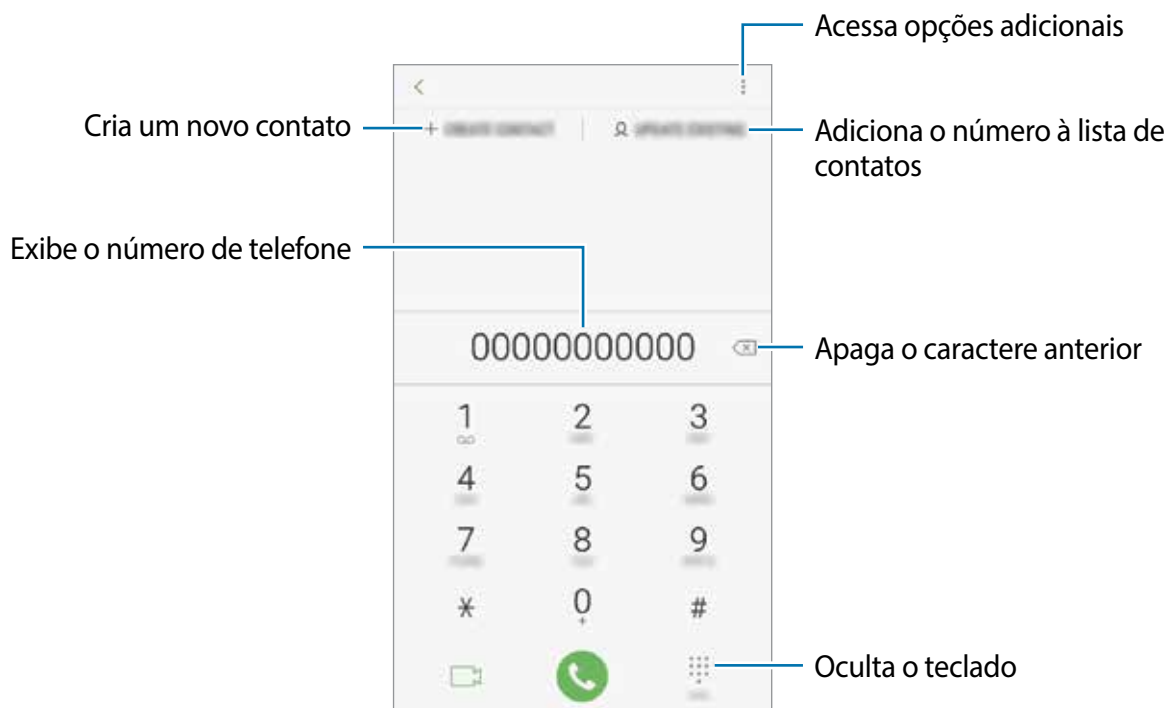 Acessa opções adicionais
Cria um novo contato
Adiciona o número à lista de
contatos
Exibe o número de telefone
00000000000
Apaga o caractere anterior
1 2 3
4 5 6
7 8 9
* 0 #
+
Oculta o teclado